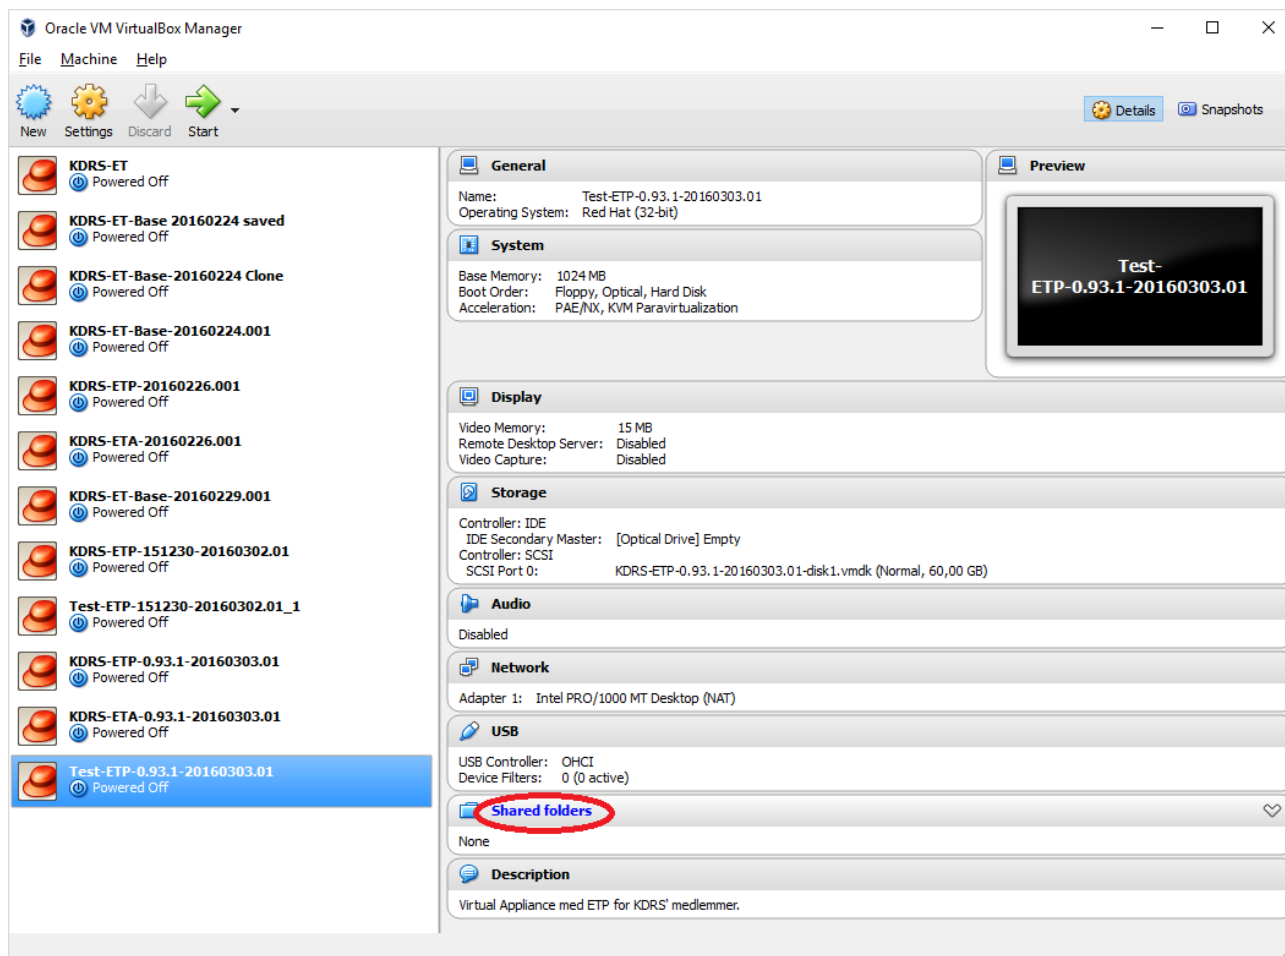 Oracle VM VirtualBox Manager
File Machine Help
New Settings Discard Start
Details Snapshots
KDRS-ET
Powered Off
KDRS-ET-Base 20160224 saved
Powered Off
KDRS-ET-Base-20160224 Clone
Powered Off
KDRS-ET-Base-20160224.001
Powered Off
KDRS-ETP-20160226.001
Powered Off
KDRS-ETA-20160226.001
Powered Off
KDRS-ET-Base-20160229.001
Powered Off
KDRS-ETP-151230-20160302.01
Powered Off
Test-ETP-151230-20160302.01_1
Powered Off
KDRS-ETP-0.93.1-20160303.01
Powered Off
KDRS-ETA-0.93.1-20160303.01
Powered Off
Test-ETP-0.93.1-20160303.01
Powered Off
General
Name: Test-ETP-0.93.1-20160303.01
Operating System: Red Hat (32-bit)
System
Base Memory: 1024 MB
Boot Order: Floppy, Optical, Hard Disk
Acceleration: PAE/NX, KVM Paravirtualization
Preview
Test-
ETP-0.93.1-20160303.01
Display
Video Memory: 15 MB
Remote Desktop Server: Disabled
Video Capture: Disabled
Storage
Controller: IDE
IDE Secondary Master: [Optical Drive] Empty
Controller: SCSI
SCSI Port 0: KDRS-ETP-0.93.1-20160303.01-disk1.vmdk (Normal, 60,00 GB)
Audio
Disabled
Network
Adapter 1: Intel PRO/1000 MT Desktop (NAT)
USB
USB Controller: OHCI
Device Filters: 0 (0 active)
Shared folders
None
Description
Virtual Appliance med ETP for KDRS' medlemmer.